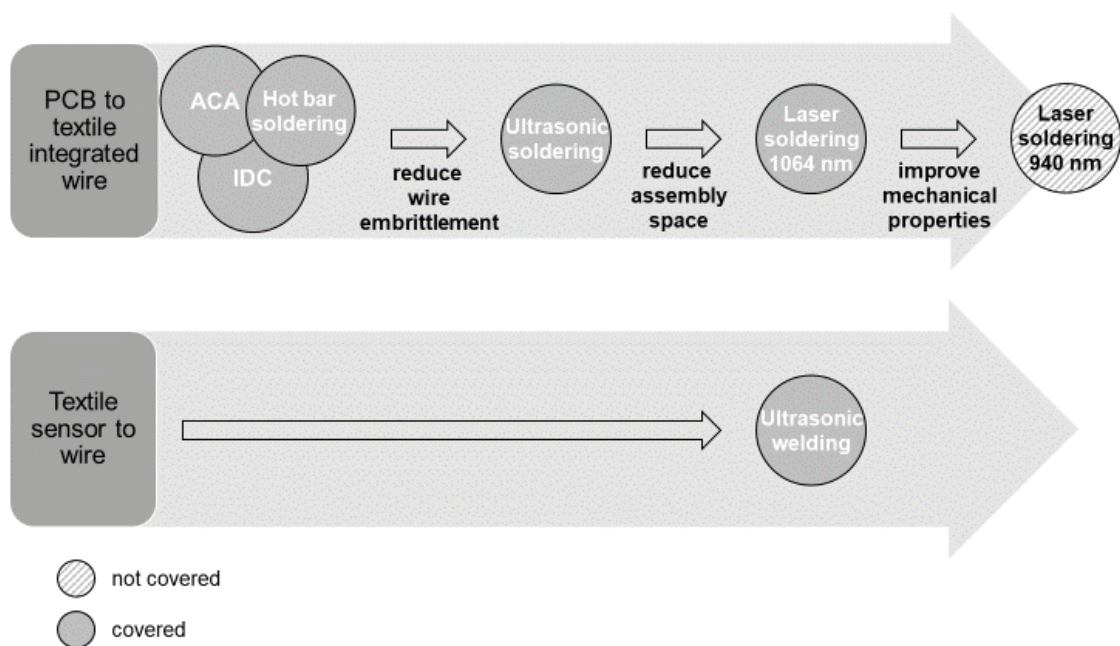 PCB to
textile
integrated
wire
ACA
Hot bar
soldering
IDC
reduce
wire
embrittlement
Ultrasonic
soldering
reduce
assembly
space
Laser
soldering
1064 nm
improve
mechanical
properties
Laser
soldering
940 nm
Textile
sensor to
wire
Ultrasonic
welding
not covered
covered